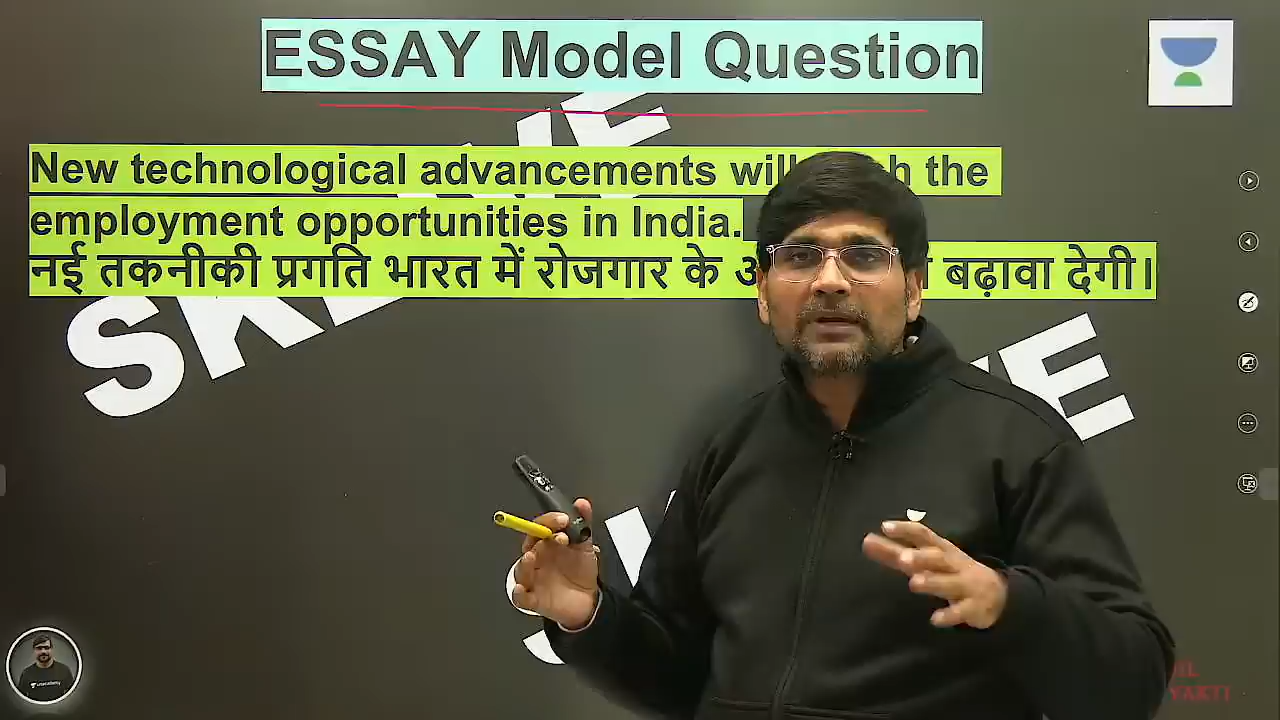 ESSAY Model Question
New technological advancements will the
employment opportunities in India.
नई तकनीकी प्रगति भारत में रोजगार के बढ़ावा देगी।